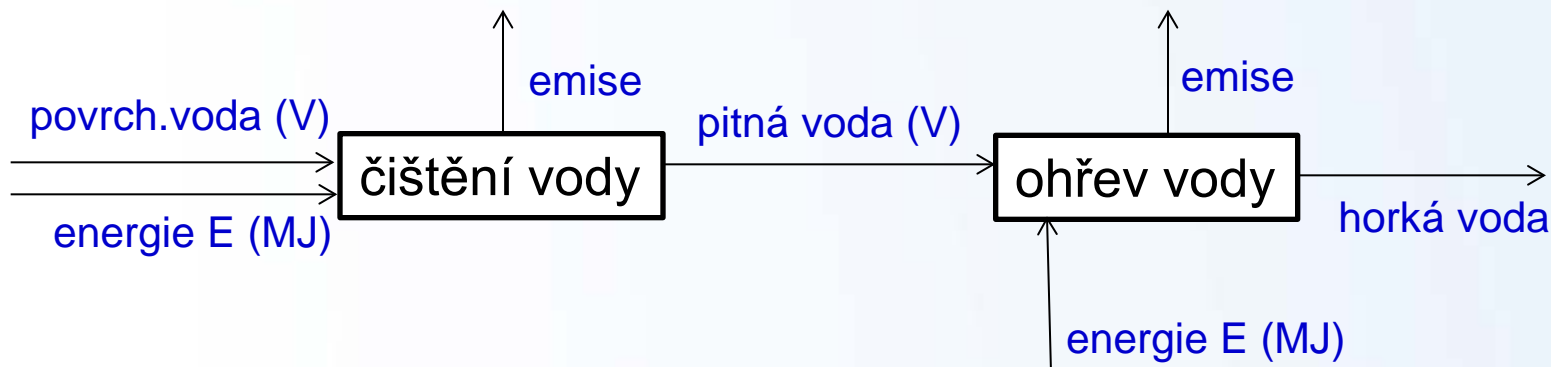 emise
emise
povrch.voda (V)
pitná voda (V)
čištění vody
ohřev vody
energie E (MJ)
horká voda
energie E (MJ)